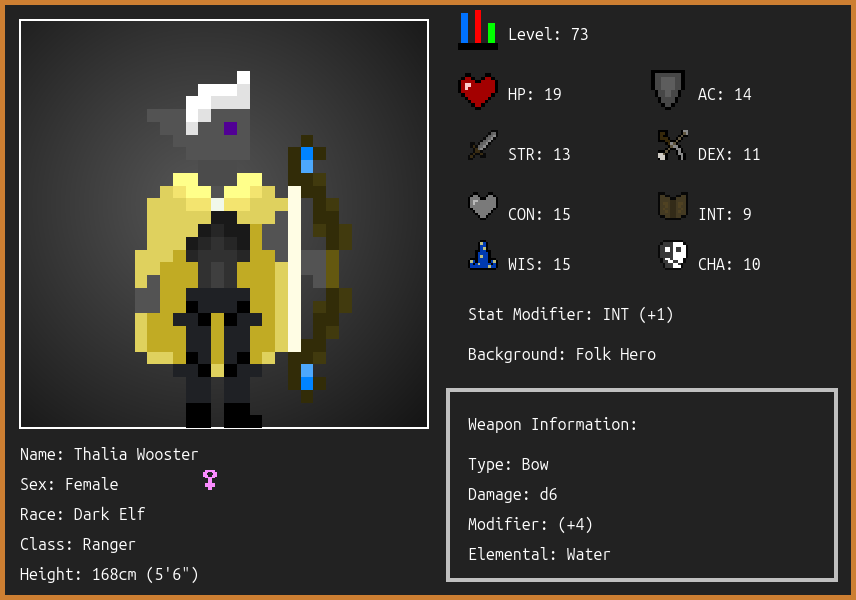 Level: 73
HP: 19
AC: 14
STR: 13
DEX: 11
CON: 15
INT: 9
WIS: 15
CHA: 10
Stat Modifier: INT (+1)
Background: Folk Hero
Weapon Information:
Type: Bow
Damage: d6
Modifier: (+4)
Elemental: Water
Name: Thalia Wooster
Sex: Female
Race: Dark Elf
Class: Ranger
Height: 168cm (5'6")